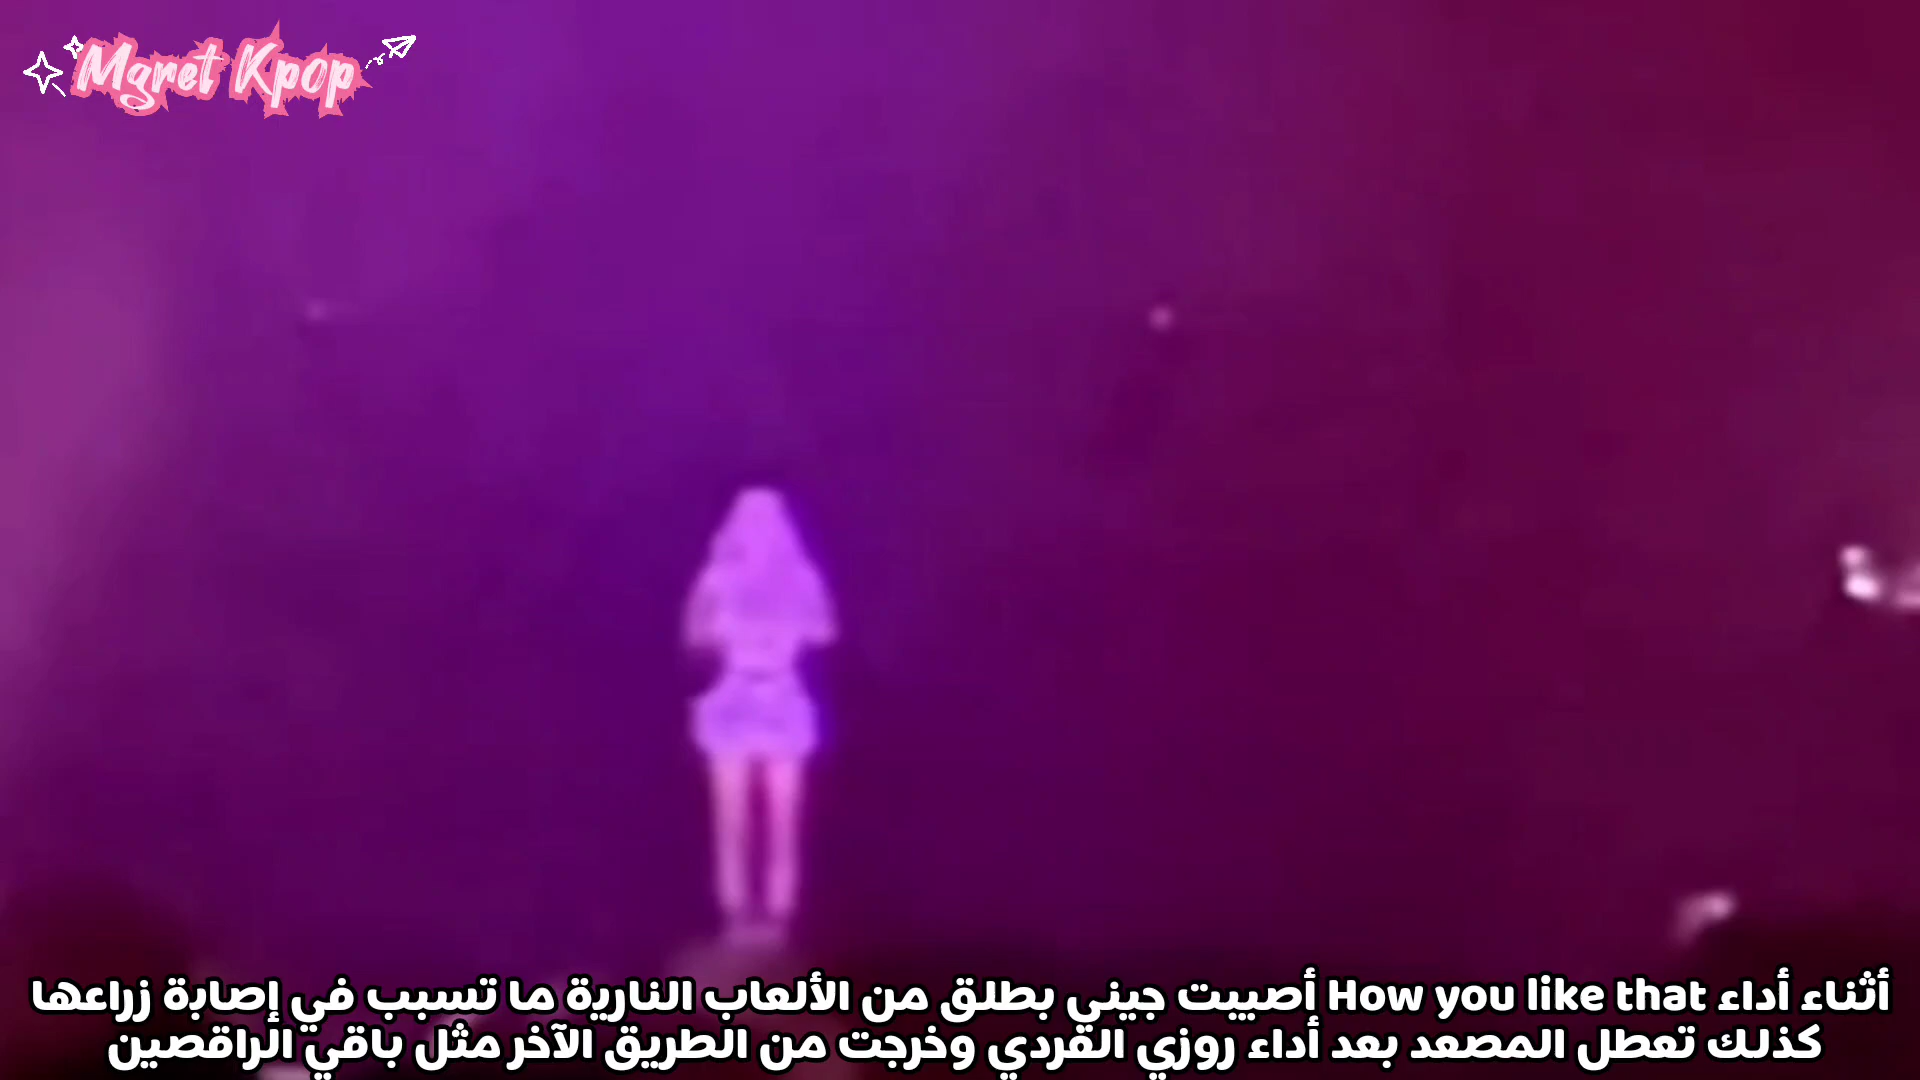 Mgret Kpop
أثناء أداء How you like that أصيبت جيني بطلق من الألعاب النارية ما تسبب في إصابة زراعها
كذلك تعطل المصعد بعد أداء روزي الفردي وخرجت من الطريق الآخر مثل باقي الراقصين